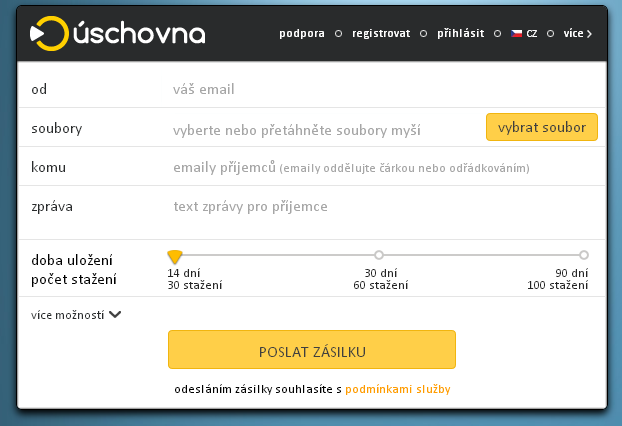 úschovna
podpora registrovat přihlásit CZ více
od váš email
soubory vyberte nebo přetáhněte soubory myší vybrat soubor
komu emaily příjemců (emaily oddělujte čárkou nebo odřádkováním)
zpráva text zprávy pro příjemce
doba uložení
počet stažení
14 dní 30 dní 90 dní
30 stažení 60 stažení 100 stažení
více možností
POSLAT ZÁSILKU
odesláním zásilky souhlasíte s podmínkami služby